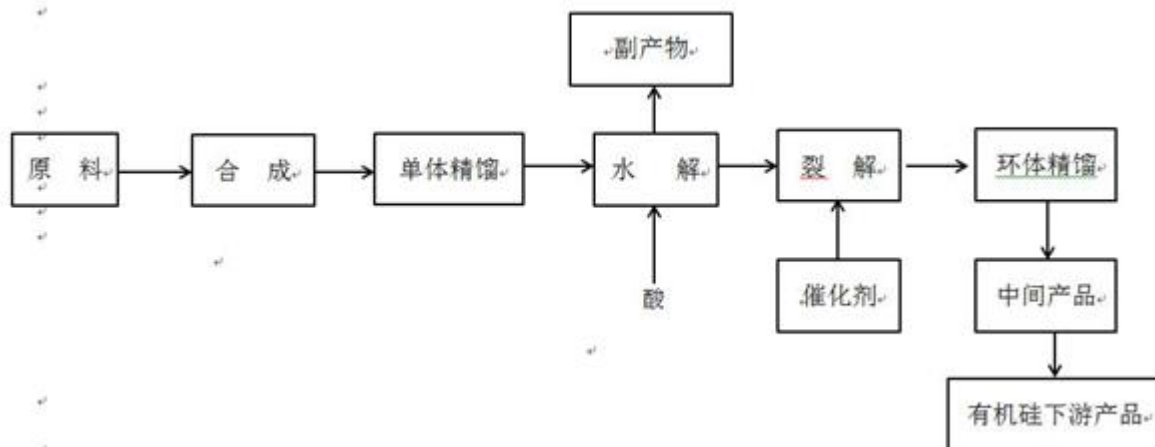 副产物
原 料
合 成
单体精馏
水 解
裂 解
环体精馏
酸
催化剂
中间产品
有机硅下游产品